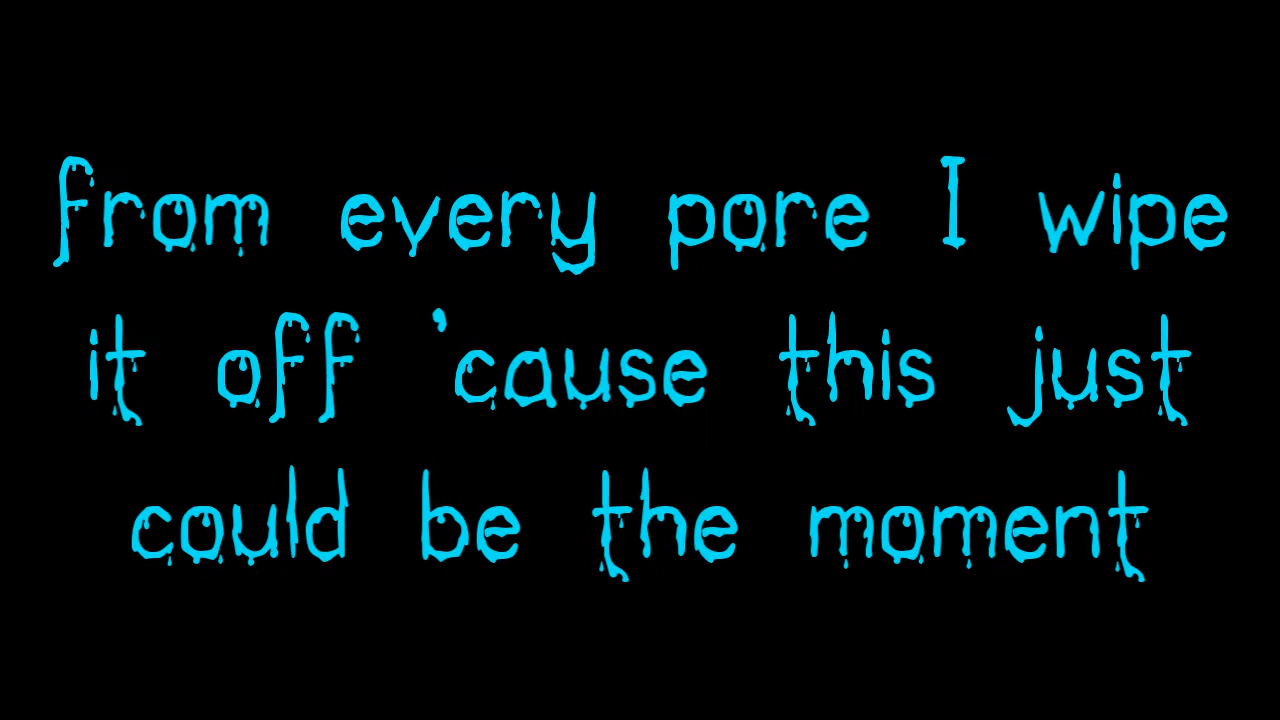 from every pore I wipe
it off 'cause this just
could be the moment